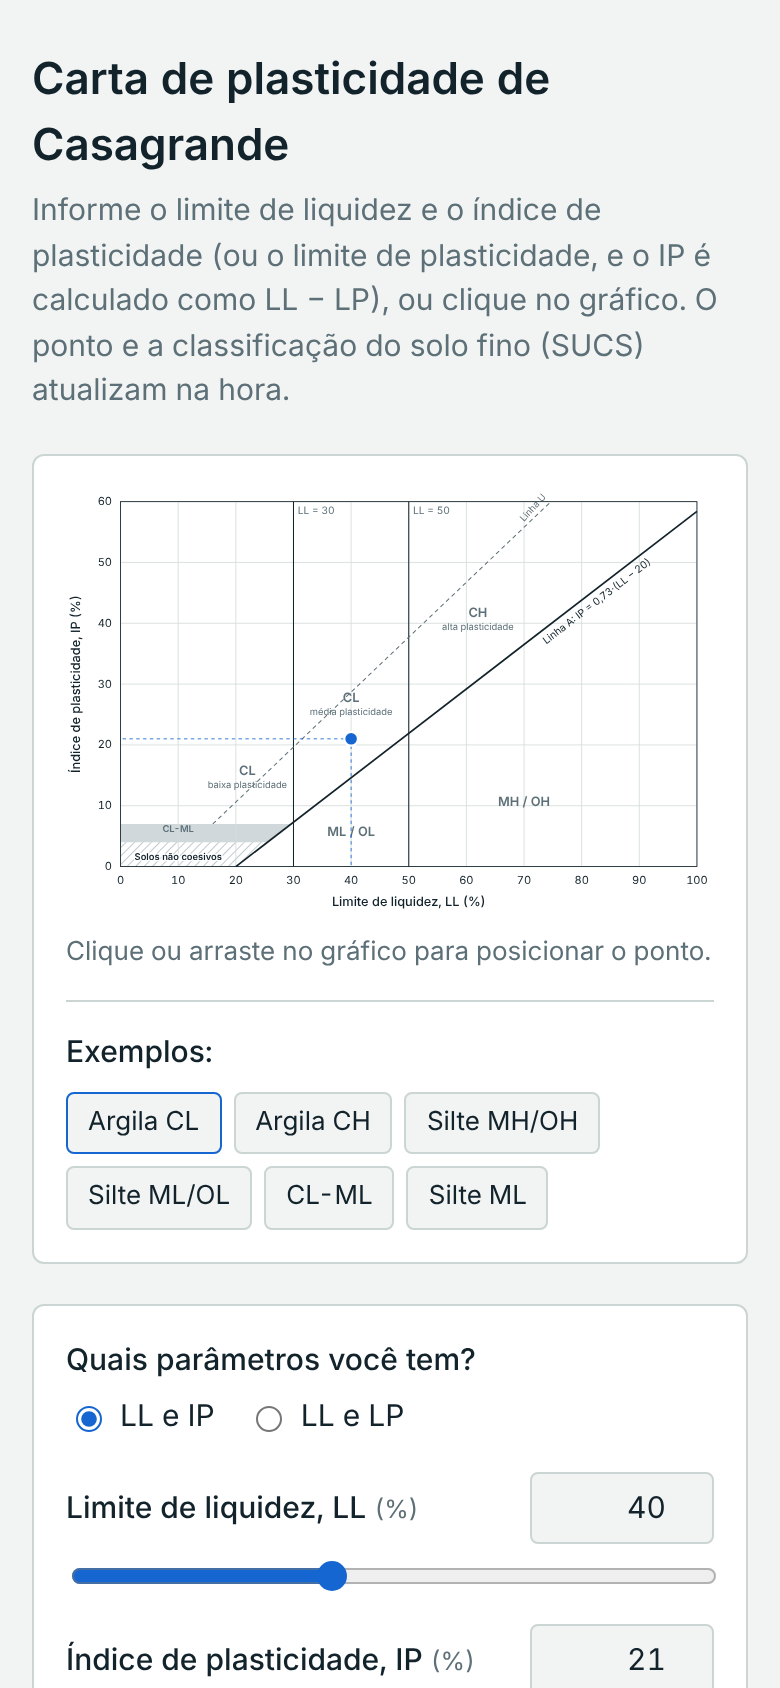 Carta de plasticidade de
Casagrande
Informe o limite de liquidez e o índice de
plasticidade (ou o limite de plasticidade, e o IP é
calculado como LL − LP), ou clique no gráfico. O
ponto e a classificação do solo fino (SUCS)
atualizam na hora.
60
50
40
30
20
10
0
Índice de plasticidade, IP (%)
LL = 30
LL = 50
Linha U
CH
alta plasticidade
Linha A: IP = 0,73·(LL − 20)
CL
média plasticidade
CL
baixa plasticidade
MH / OH
ML / OL
CL-ML
Solos não coesivos
0 10 20 30 40 50 60 70 80 90 100
Limite de liquidez, LL (%)
Clique ou arraste no gráfico para posicionar o ponto.
Exemplos:
Argila CL Argila CH Silte MH/OH
Silte ML/OL CL-ML Silte ML
Quais parâmetros você tem?
LL e IP LL e LP
Limite de liquidez, LL (%) 40
Índice de plasticidade, IP (%) 21